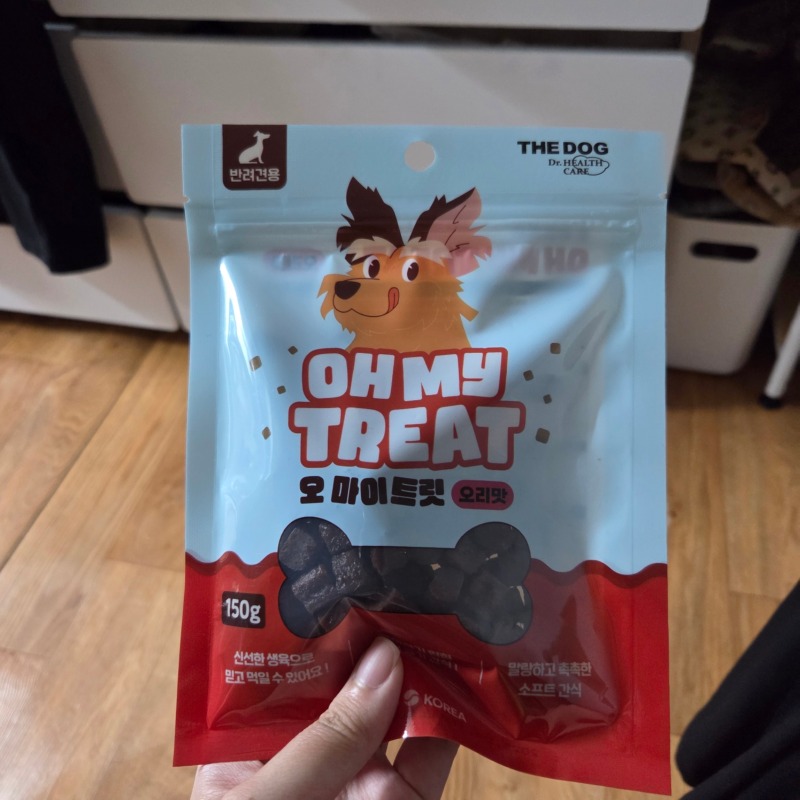 반려견용
THE DOG
Dr. HEALTH
CARE
OH MY
TREAT
오 마이 트릿 오리맛
150g
신선한 생육으로
믿고 먹일 수 있어요!
말랑하고 촉촉한
소프트 간식
KOREA